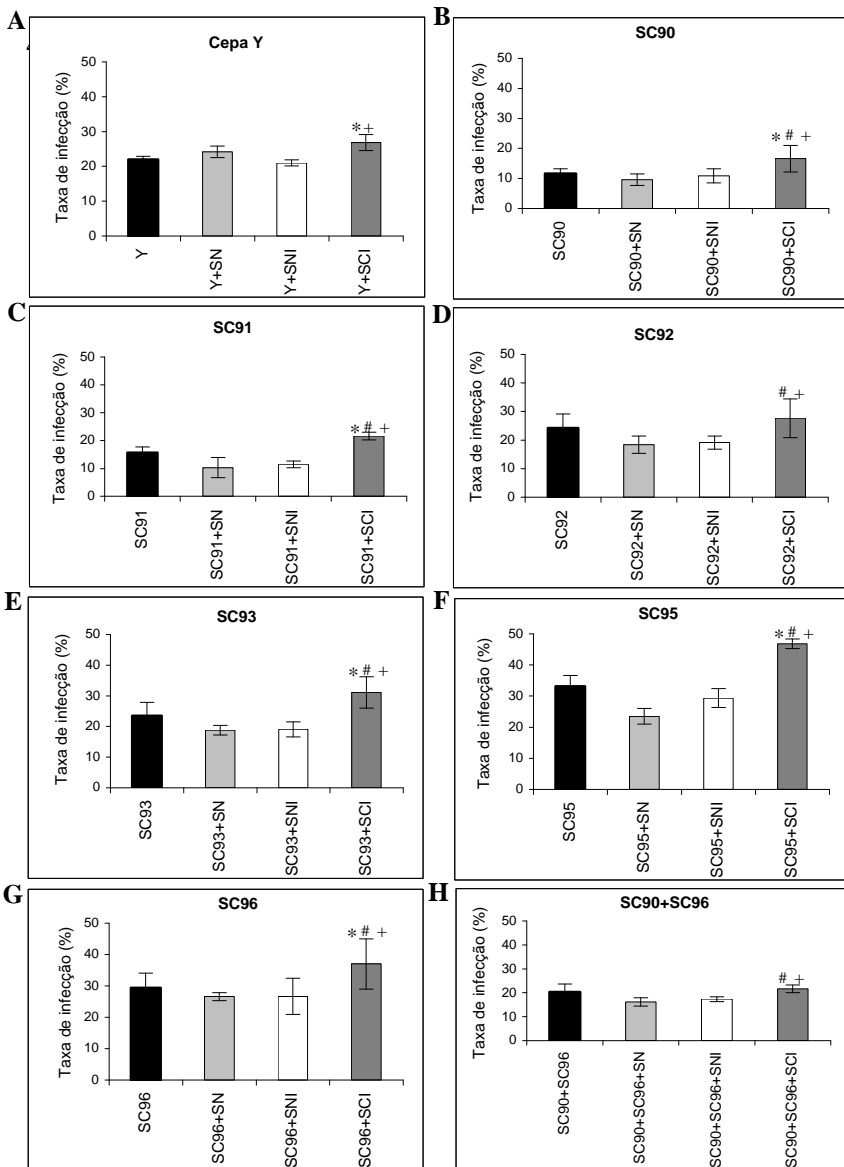 A
Cepa Y
Taxa de infecção (%)
50
40
30
20
10
0
*+
Y
Y+SN
Y+SNI
Y+SCI
B
SC90
Taxa de infecção (%)
50
40
30
20
10
0
* # +
SC90
SC90+SN
SC90+SNI
SC90+SCI
C
SC91
Taxa de infecção (%)
50
40
30
20
10
0
*# +
SC91
SC91+SN
SC91+SNI
SC91+SCI
D
SC92
Taxa de infecção (%)
50
40
30
20
10
0
# +
SC92
SC92+SN
SC92+SNI
SC92+SCI
E
SC93
Taxa de infecção (%)
50
40
30
20
10
0
* # +
SC93
SC93+SN
SC93+SNI
SC93+SCI
F
SC95
Taxa de infecção (%)
50
40
30
20
10
0
* # +
SC95
SC95+SN
SC95+SNI
SC95+SCI
G
SC96
Taxa de infecção (%)
50
40
30
20
10
0
* # +
SC96
SC96+SN
SC96+SNI
SC96+SCI
H
SC90+SC96
Taxa de infecção (%)
50
40
30
20
10
0
# +
SC90+SC96
SC90+SC96+SN
SC90+SC96+SNI
SC90+SC96+SCI